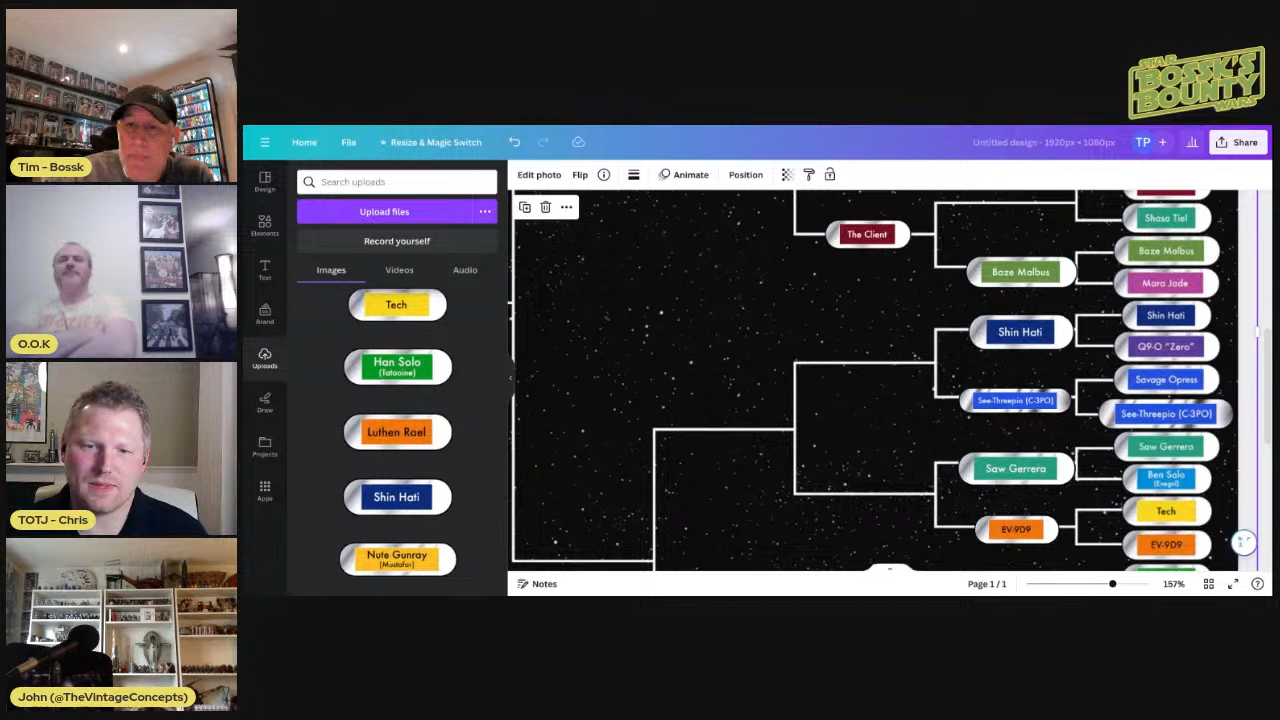 Tim - Bossk
O.O.K
TOTJ - Chris
John (@TheVintageConcepts)
STAR
BOSSK'S
BOUNTY
WARS
Home
File
Resize & Magic Switch
Untitled design - 1920px × 1080px
TP
+
Share
Design
Elements
Text
Brand
Uploads
Draw
Projects
Apps
Search uploads
Upload files
Record yourself
Images
Videos
Audio
Tech
Han Solo
(Tatooine)
Luthen Rael
Shin Hati
Nute Gunray
(Mustafar)
Edit photo
Flip
Animate
Position
The Client
Baze Malbus
Shin Hati
See-Threepio (C-3PO)
Saw Gerrera
EV-9D9
Shasa Tiel
Baze Malbus
Mara Jade
Shin Hati
Q9-O "Zero"
Savage Opress
See-Threepio (C-3PO)
Saw Gerrera
Ben Solo
(Exegol)
Tech
EV-9D9
Notes
Page 1 / 1
157%